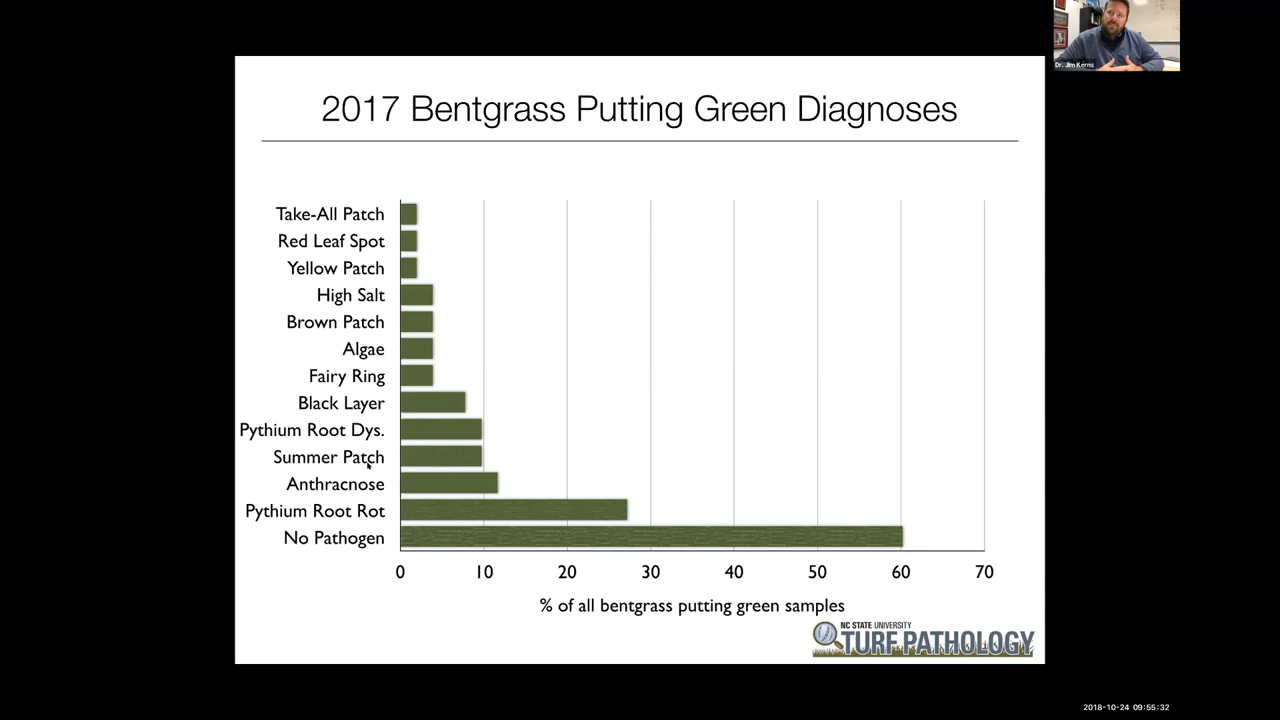 Dr. Jim Kerns
2017 Bentgrass Putting Green Diagnoses
Take-All Patch
Red Leaf Spot
Yellow Patch
High Salt
Brown Patch
Algae
Fairy Ring
Black Layer
Pythium Root Dys.
Summer Patch
Anthracnose
Pythium Root Rot
No Pathogen
0 10 20 30 40 50 60 70
% of all bentgrass putting green samples
NC STATE UNIVERSITY
TURF PATHOLOGY
2018-10-24 09:55:32